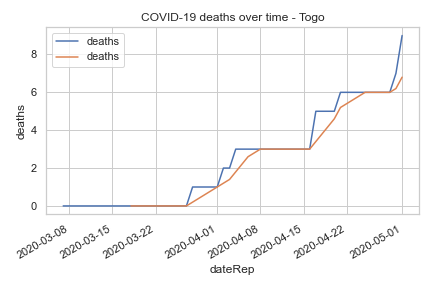 COVID-19 deaths over time - Togo
deaths
deaths
deaths
8
6
4
2
0
2020-03-08
2020-03-15
2020-03-22
2020-04-01
2020-04-08
2020-04-15
2020-04-22
2020-05-01
dateRep